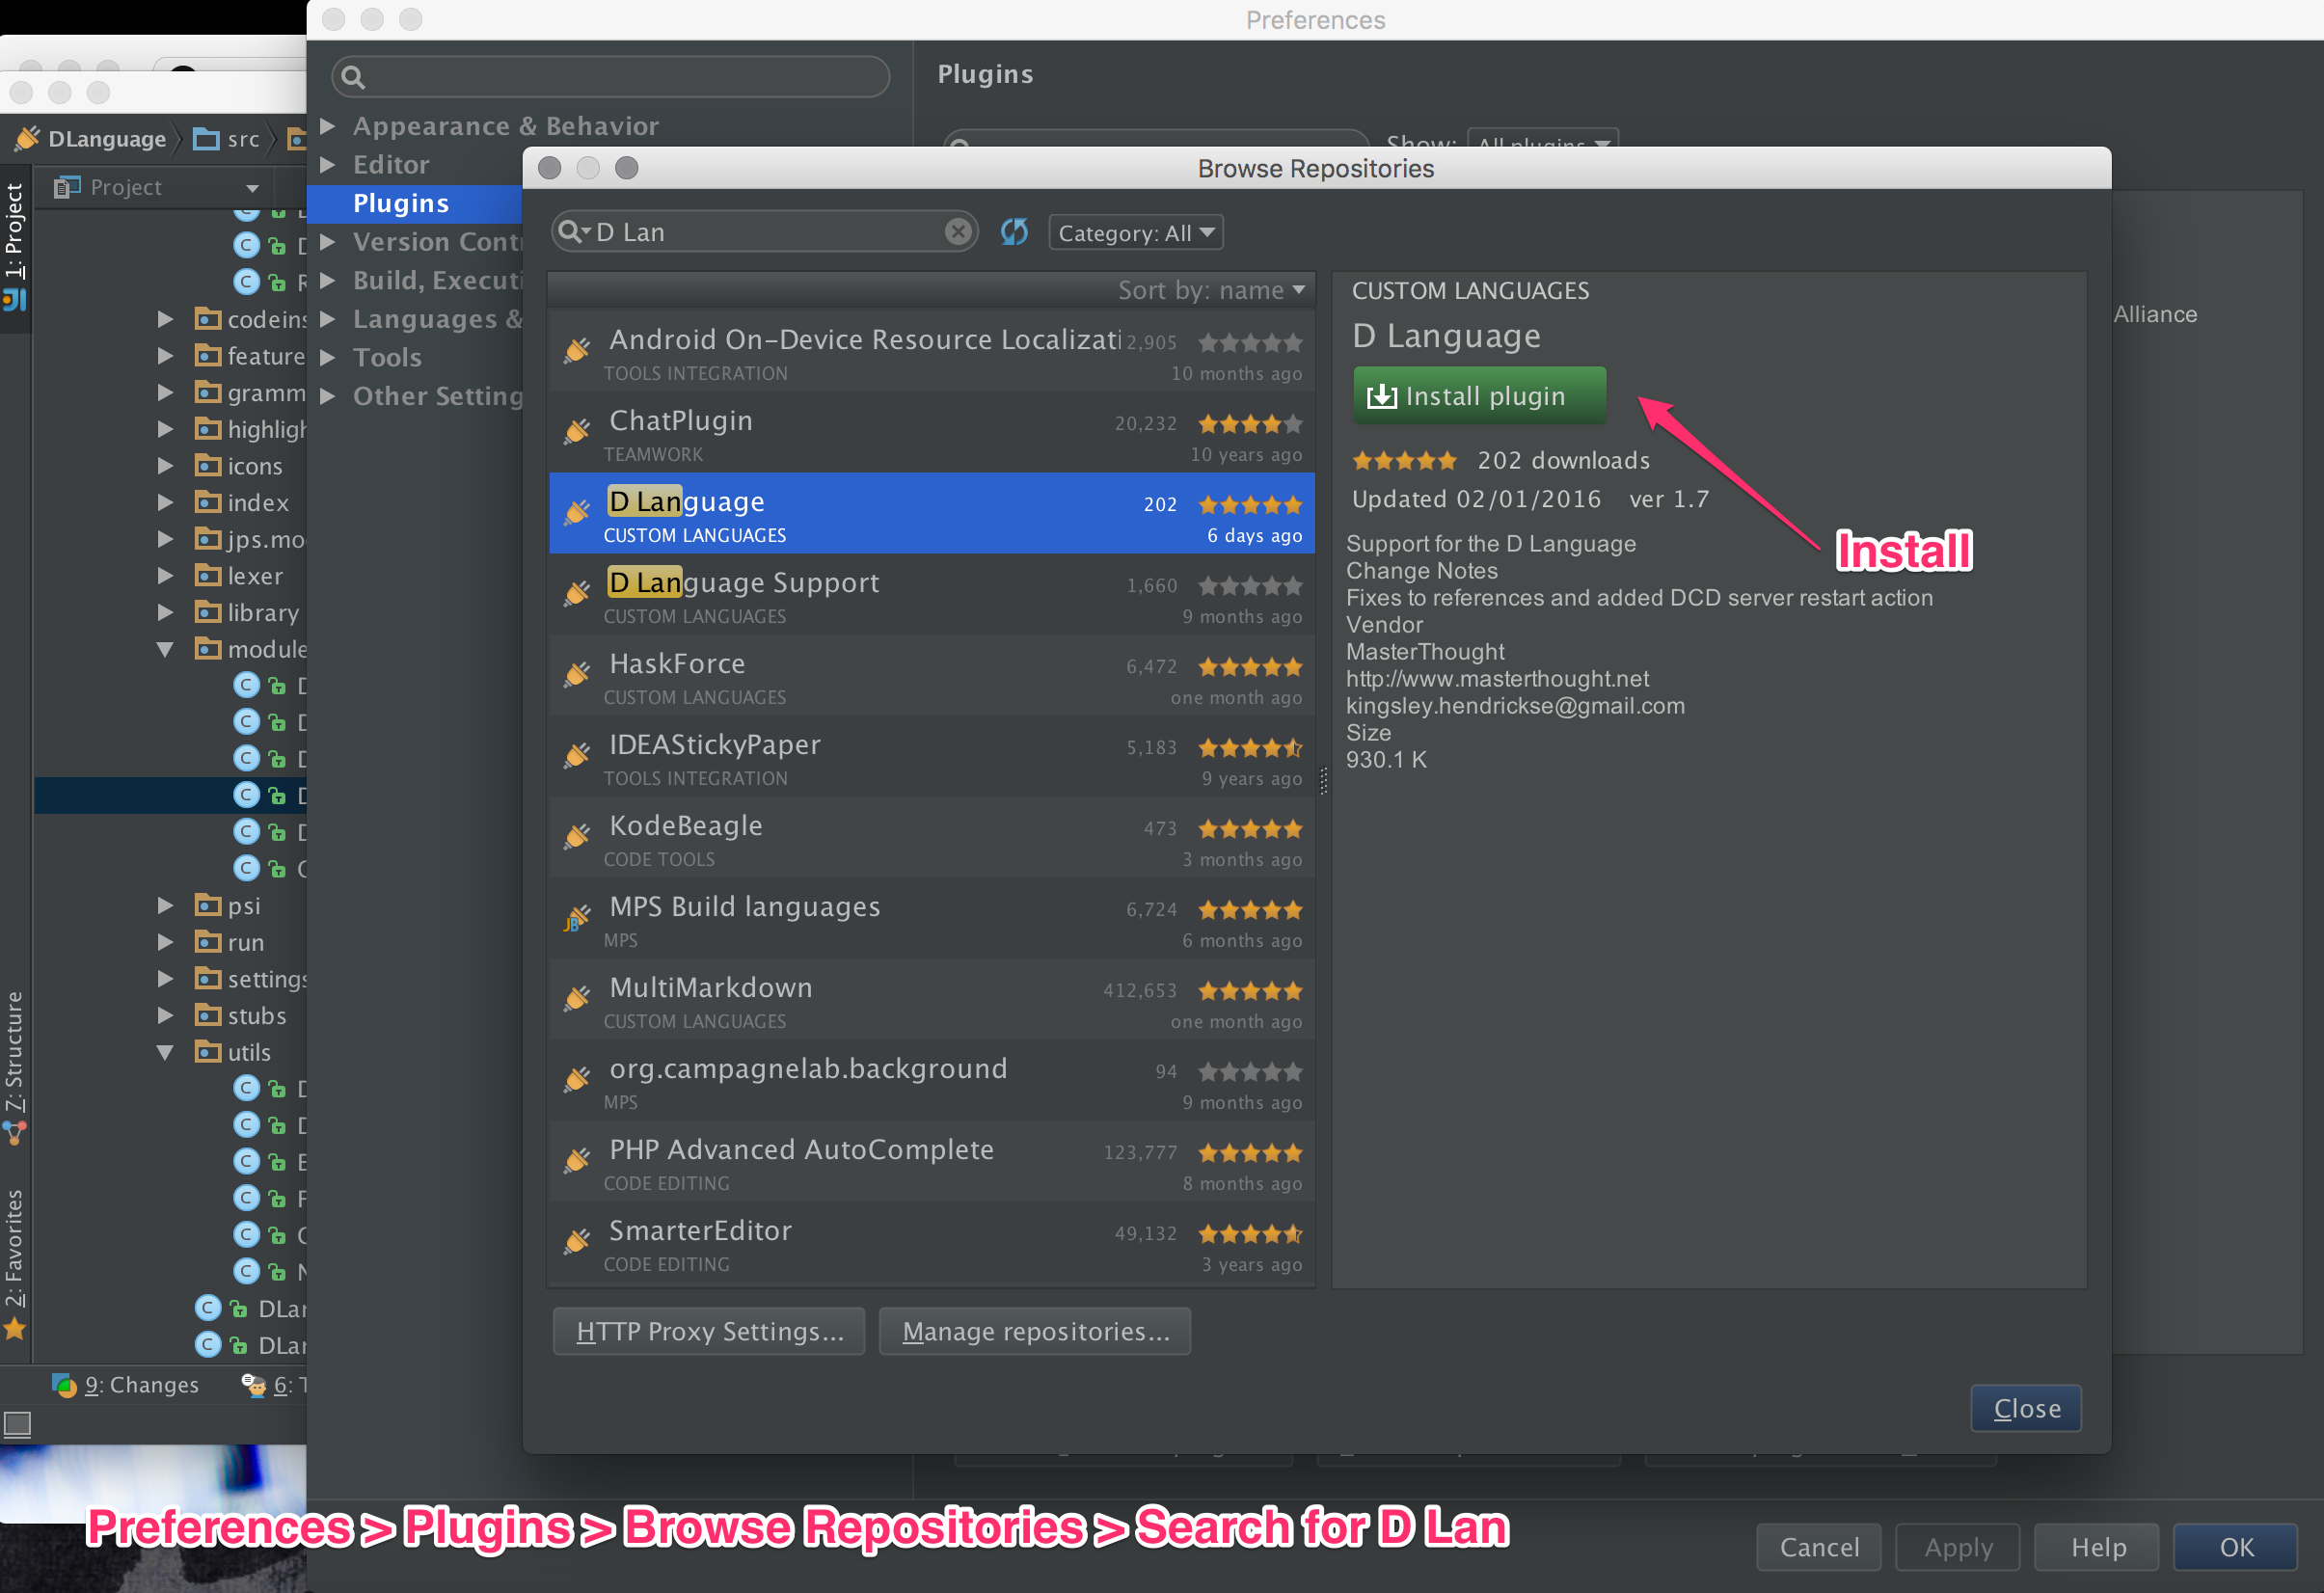 Preferences
Plugins
Show: All plugins
Appearance & Behavior
Editor
Plugins
Version Contr
Build, Executi
Languages &
Tools
Other Setting
DLanguage
src
Project
1: Project
7: Structure
2: Favorites
D
R
codeins
feature
gramm
highligh
icons
index
jps.mo
lexer
library
module
D
D
D
D
D
psi
run
settings
stubs
utils
D
D
E
F
N
DLan
DLan
9: Changes
6: T
Browse Repositories
D Lan
Category: All
Sort by: name
Android On-Device Resource Localizati 2,905
TOOLS INTEGRATION 10 months ago
ChatPlugin 20,232
TEAMWORK 10 years ago
D Language 202
CUSTOM LANGUAGES 6 days ago
D Language Support 1,660
CUSTOM LANGUAGES 9 months ago
HaskForce 6,472
CUSTOM LANGUAGES one month ago
IDEAStickyPaper 5,183
TOOLS INTEGRATION 9 years ago
KodeBeagle 473
CODE TOOLS 3 months ago
MPS Build languages 6,724
MPS 6 months ago
MultiMarkdown 412,653
CUSTOM LANGUAGES one month ago
org.campagnelab.background 94
MPS 9 months ago
PHP Advanced AutoComplete 123,777
CODE EDITING 8 months ago
SmarterEditor 49,132
CODE EDITING 3 years ago
HTTP Proxy Settings...
Manage repositories...
CUSTOM LANGUAGES
D Language
Install plugin
202 downloads
Updated 02/01/2016 ver 1.7
Support for the D Language
Change Notes
Fixes to references and added DCD server restart action
Vendor
MasterThought
http://www.masterthought.net
kingsley.hendrickse@gmail.com
Size
930.1 K
Install
Alliance
Close
Preferences > Plugins > Browse Repositories > Search for D Lan
Cancel
Apply
Help
OK